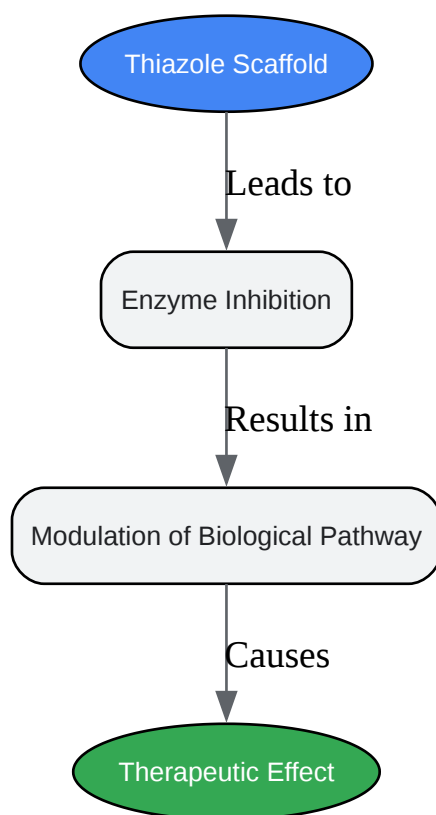 Thiazole Scaffold
Leads to
Enzyme Inhibition
Results in
Modulation of Biological Pathway
Causes
Therapeutic Effect